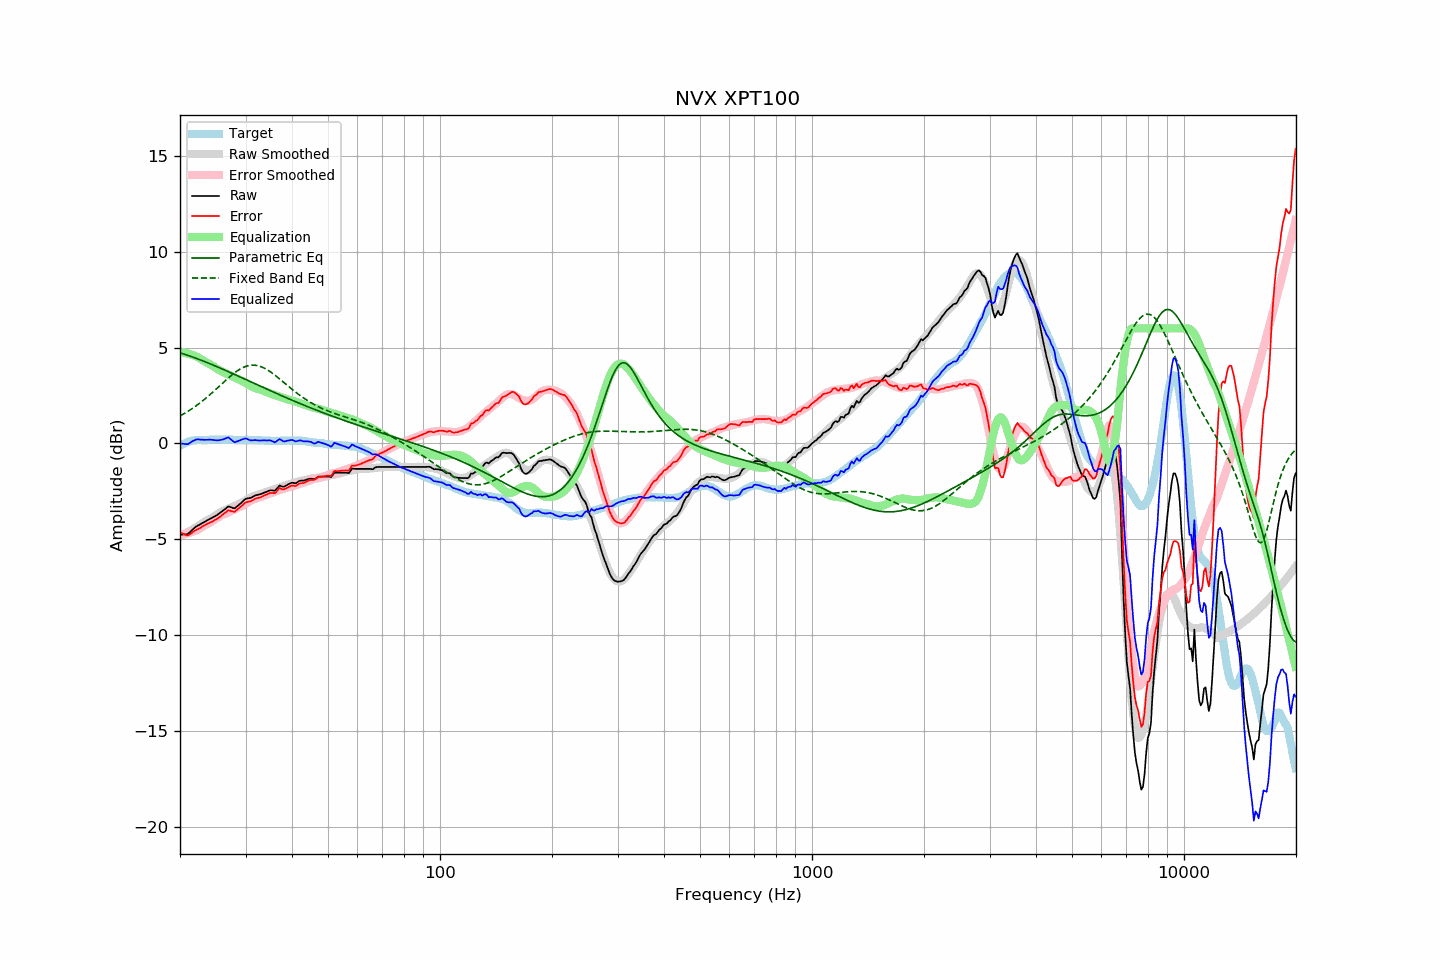 NVX XPT100
Target
Raw Smoothed
Error Smoothed
Raw
Error
Equalization
Parametric Eq
Fixed Band Eq
Equalized
15
10
5
0
−5
−10
−15
−20
Amplitude (dBr)
100
1000
10000
Frequency (Hz)